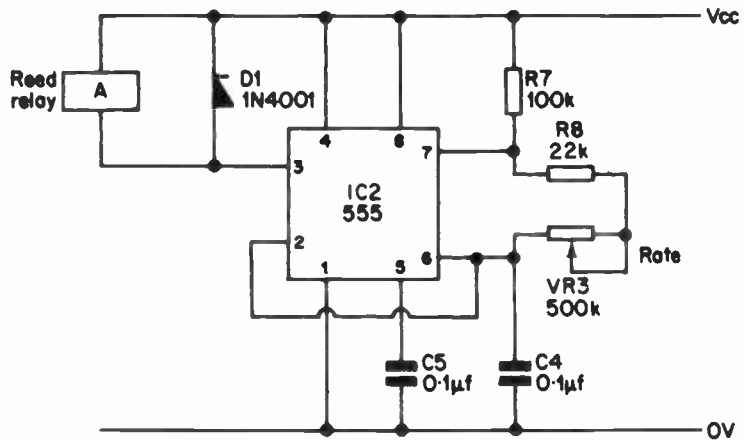 Vcc
Reed
relay
A
D1
1N4001
R7
100k
R8
22k
4
8
3
7
IC2
555
2
6
1
5
Rate
VR3
500k
C5
0·1µf
C4
0·1µf
0V